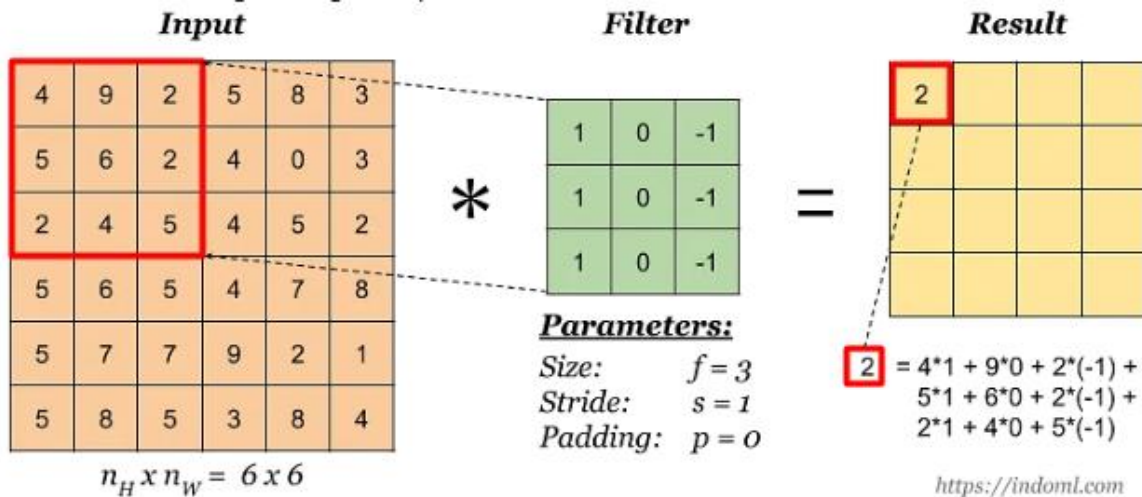 Input
Filter
Result
4 9 2 5 8 3
5 6 2 4 0 3
2 4 5 4 5 2
5 6 5 4 7 8
5 7 7 9 2 1
5 8 5 3 8 4
n_H x n_W = 6 x 6
*
1 0 -1
1 0 -1
1 0 -1
Parameters:
Size: f = 3
Stride: s = 1
Padding: p = 0
=
2
2 = 4*1 + 9*0 + 2*(-1) +
5*1 + 6*0 + 2*(-1) +
2*1 + 4*0 + 5*(-1)
https://indoml.com